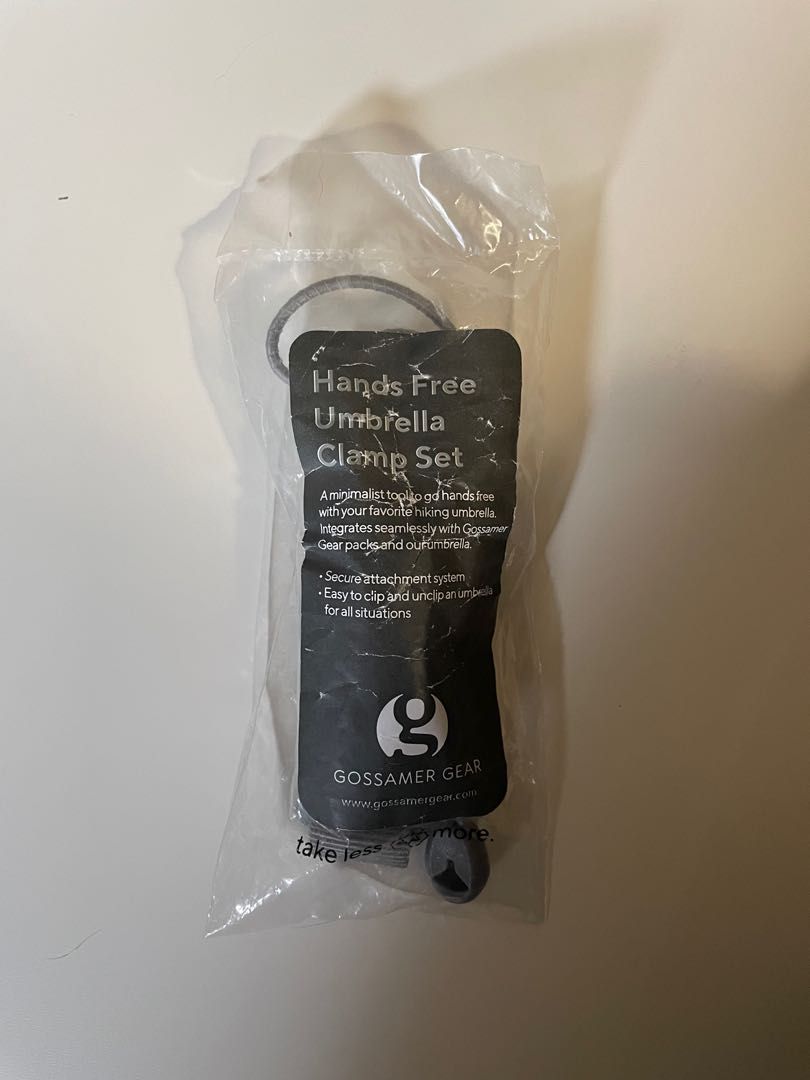 Hands Free
Umbrella
Clamp Set
A minimalist tool to go hands free
with your favorite hiking umbrella.
Integrates seamlessly with Gossamer
Gear packs and our umbrella.
• Secure attachment system
• Easy to clip and unclip an umbrella
for all situations
g
GOSSAMER GEAR
www.gossamergear.com
take less. more.